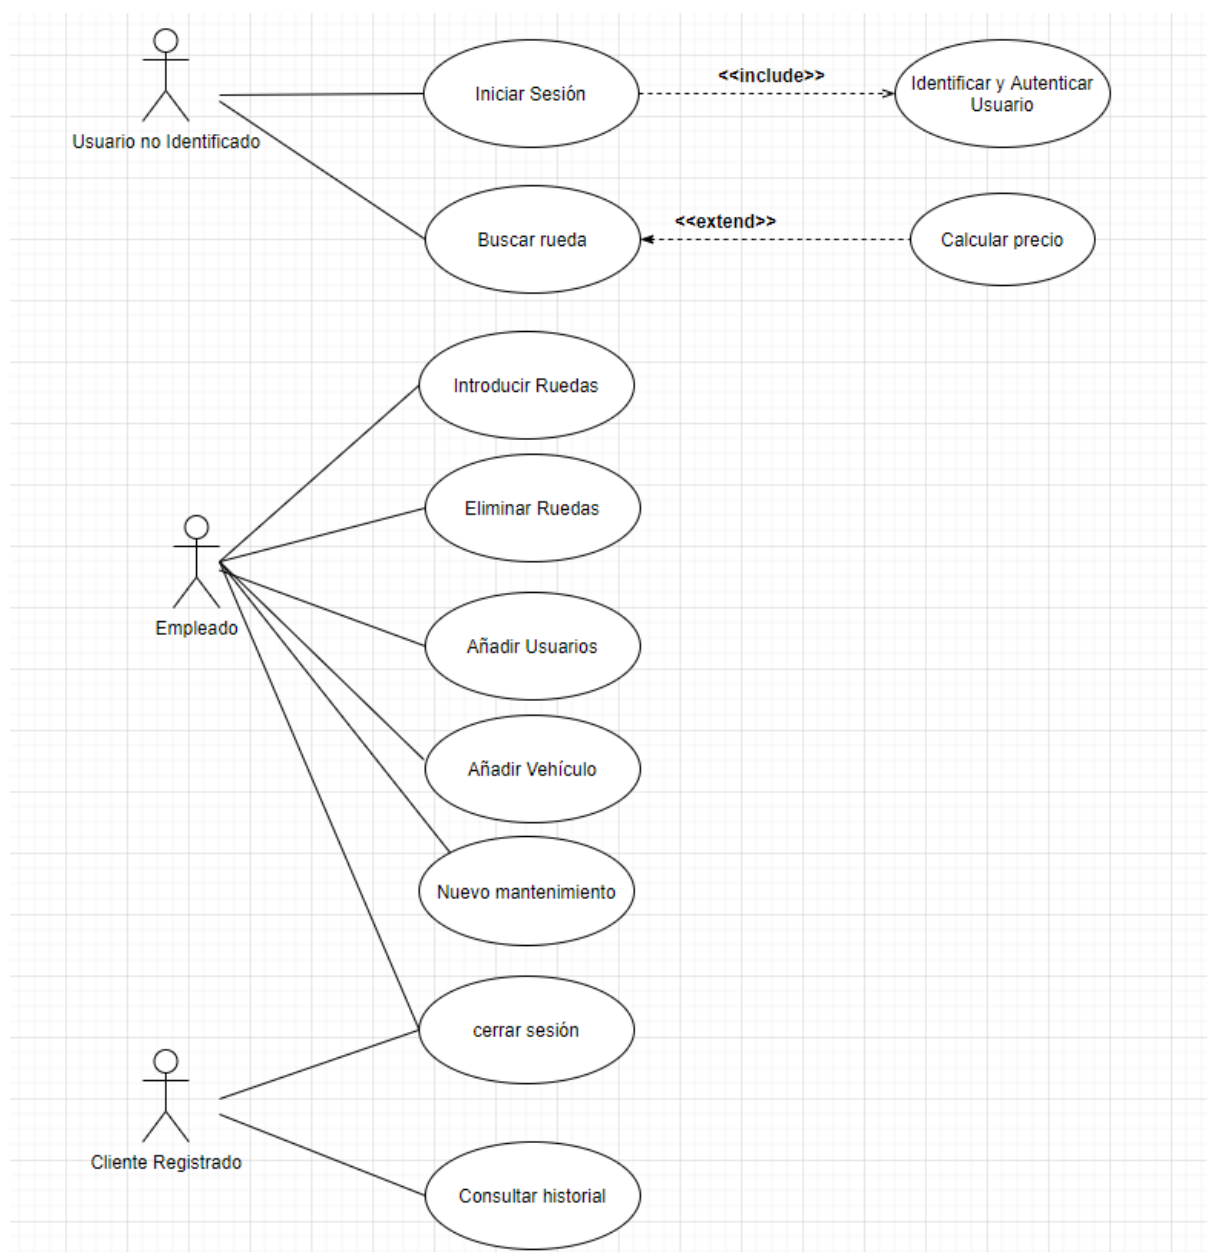 Iniciar Sesión
<<include>>
Identificar y Autenticar
Usuario
Usuario no Identificado
Buscar rueda
<<extend>>
Calcular precio
Introducir Ruedas
Eliminar Ruedas
Empleado
Añadir Usuarios
Añadir Vehículo
Nuevo mantenimiento
cerrar sesión
Cliente Registrado
Consultar historial